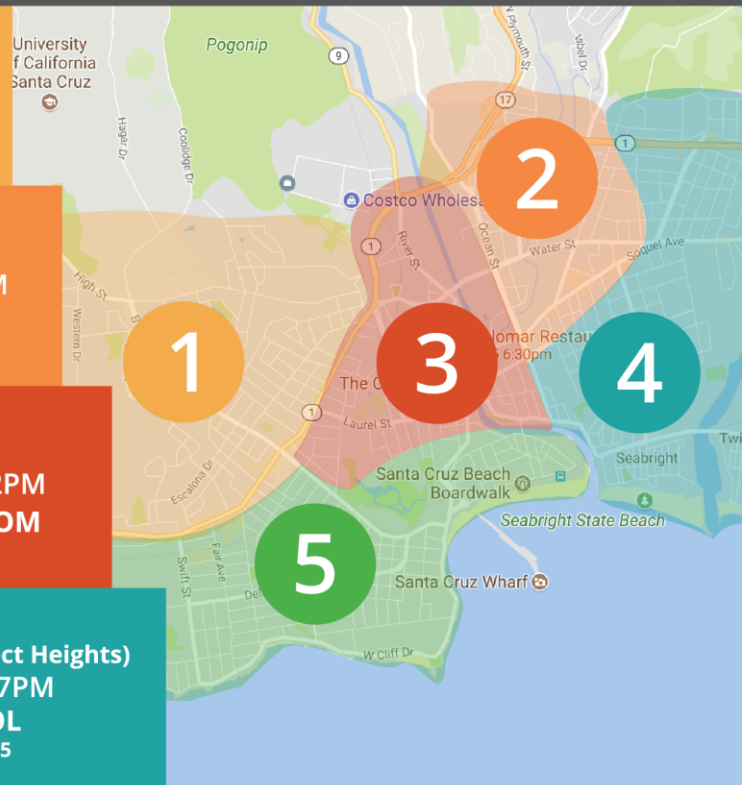 University
f California
Santa Cruz
Pogonip
9
N Plymouth St
17
1
Hagar Dr
Coolidge Dr
2
Costco Wholes
1
River St
Ocean St
Water St
Soquel Ave
M
High St
Western Dr
1
3
lomar Restau
6:30pm
4
The C
1
Laurel St
Twi
Seabright
2PM
OM
Escalona Dr
Santa Cruz Beach
Boardwalk
Seabright State Beach
5
Swift St
Fair Ave
Del
Santa Cruz Wharf
ct Heights)
7PM
OL
5
W Cliff Dr